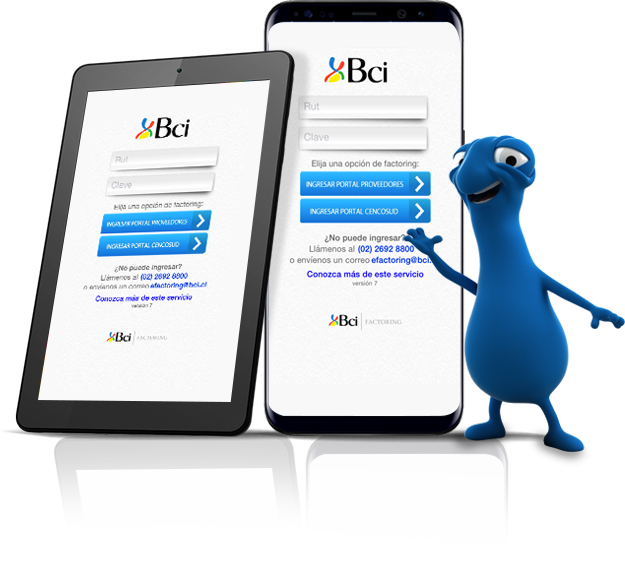 Bci
Rut
Clave
Elija una opción de factoring:
INGRESAR PORTAL PROVEEDORES
INGRESAR PORTAL CENCOSUD
¿No puede ingresar?
Llámenos al (02) 2692 8800
o envíenos un correo efactoring@bci.cl
Conozca más de este servicio
versión 7
Bci FACTORING
Bci
Rut
Clave
Elija una opción de factoring:
INGRESAR PORTAL PROVEEDORES
INGRESAR PORTAL CENCOSUD
¿No puede ingresar?
Llámenos al (02) 2692 8800
o envíenos un correo efactoring@bci.
Conozca más de este servicio
versión 7
Bci FACTORING